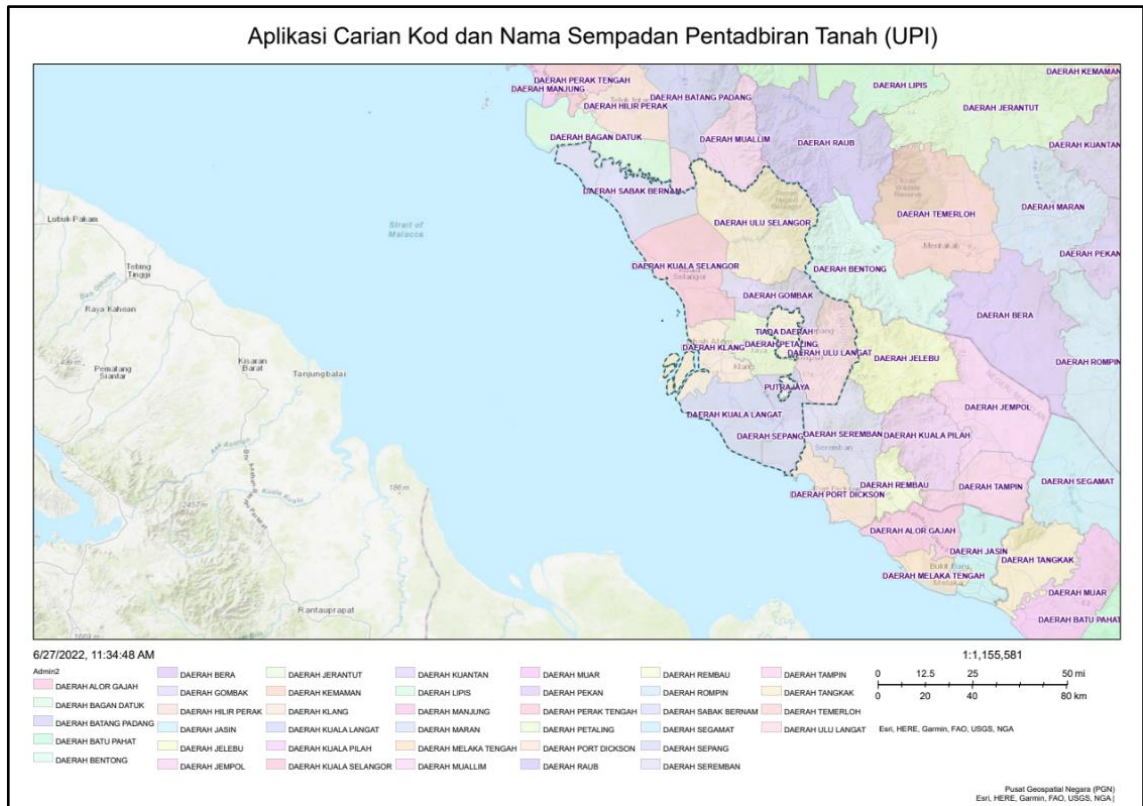 Aplikasi Carian Kod dan Nama Sempadan Pentadbiran Tanah (UPI)
DAERAH PERAK TENGAH
DAERAH MANJUNG
DAERAH HILIR PERAK
DAERAH BATANG PADANG
DAERAH LIPIS
DAERAH KEMAMAN
DAERAH JERANTUT
DAERAH BAGAN DATUK
DAERAH MUALLIM
DAERAH RAUB
DAERAH KUANTAN
DAERAH SABAK BERNAM
DAERAH MARAN
DAERAH TEMERLOH
Mentakab
DAERAH ULU SELANGOR
DAERAH PEKAN
DAERAH BENTONG
DAERAH KUALA SELANGOR
Selangor
DAERAH GOMBAK
DAERAH BERA
TIADA DAERAH
DAERAH KLANG
DAERAH PETALING
DAERAH ULU LANGAT
DAERAH JELEBU
DAERAH ROMPIN
Klang
PUTRAJAYA
DAERAH KUALA LANGAT
DAERAH JEMPOL
DAERAH SEPANG
DAERAH SEREMBAN
DAERAH KUALA PILAH
Seremban
DAERAH SEGAMAT
DAERAH REMBAU
DAERAH TAMPIN
DAERAH PORT DICKSON
DAERAH ALOR GAJAH
DAERAH JASIN
DAERAH TANGKAK
DAERAH MELAKA TENGAH
Melaka
DAERAH MUAR
DAERAH BATU PAHAT
Lubuk Pakam
Strait of
Malacca
Tebing
Tinggi
Raya Kahean
Kisaran
Barat
Pematang
Siantar
Tanjungbalai
186 m
2457 m
Rantauprapat
6/27/2022, 11:34:48 AM
1:1,155,581
Admin2
DAERAH ALOR GAJAH
DAERAH BAGAN DATUK
DAERAH BATANG PADANG
DAERAH BATU PAHAT
DAERAH BENTONG
DAERAH BERA
DAERAH GOMBAK
DAERAH HILIR PERAK
DAERAH JASIN
DAERAH JELEBU
DAERAH JEMPOL
DAERAH JERANTUT
DAERAH KEMAMAN
DAERAH KLANG
DAERAH KUALA LANGAT
DAERAH KUALA PILAH
DAERAH KUALA SELANGOR
DAERAH KUANTAN
DAERAH LIPIS
DAERAH MANJUNG
DAERAH MARAN
DAERAH MELAKA TENGAH
DAERAH MUALLIM
DAERAH MUAR
DAERAH PEKAN
DAERAH PERAK TENGAH
DAERAH PETALING
DAERAH PORT DICKSON
DAERAH RAUB
DAERAH REMBAU
DAERAH ROMPIN
DAERAH SABAK BERNAM
DAERAH SEGAMAT
DAERAH SEPANG
DAERAH SEREMBAN
DAERAH TAMPIN
DAERAH TANGKAK
DAERAH TEMERLOH
DAERAH ULU LANGAT
0 12.5 25 50 mi
0 20 40 80 km
Esri, HERE, Garmin, FAO, USGS, NGA
Pusat Geospatial Negara (PGN)
Esri, HERE, Garmin, FAO, USGS, NGA |